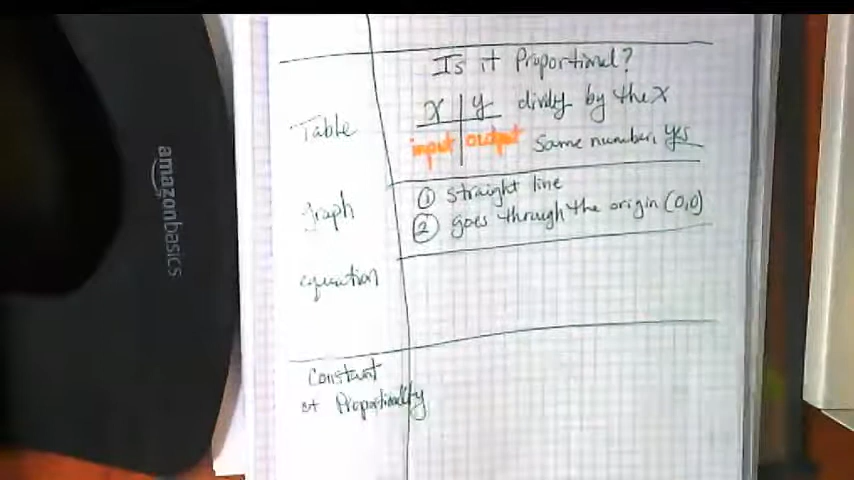 Is it Proportional?
Table
x y divide by the x
input output Same number, yes
graph
① straight line
② goes through the origin (0,0)
equation
Constant
of Proportionality
amazonbasics